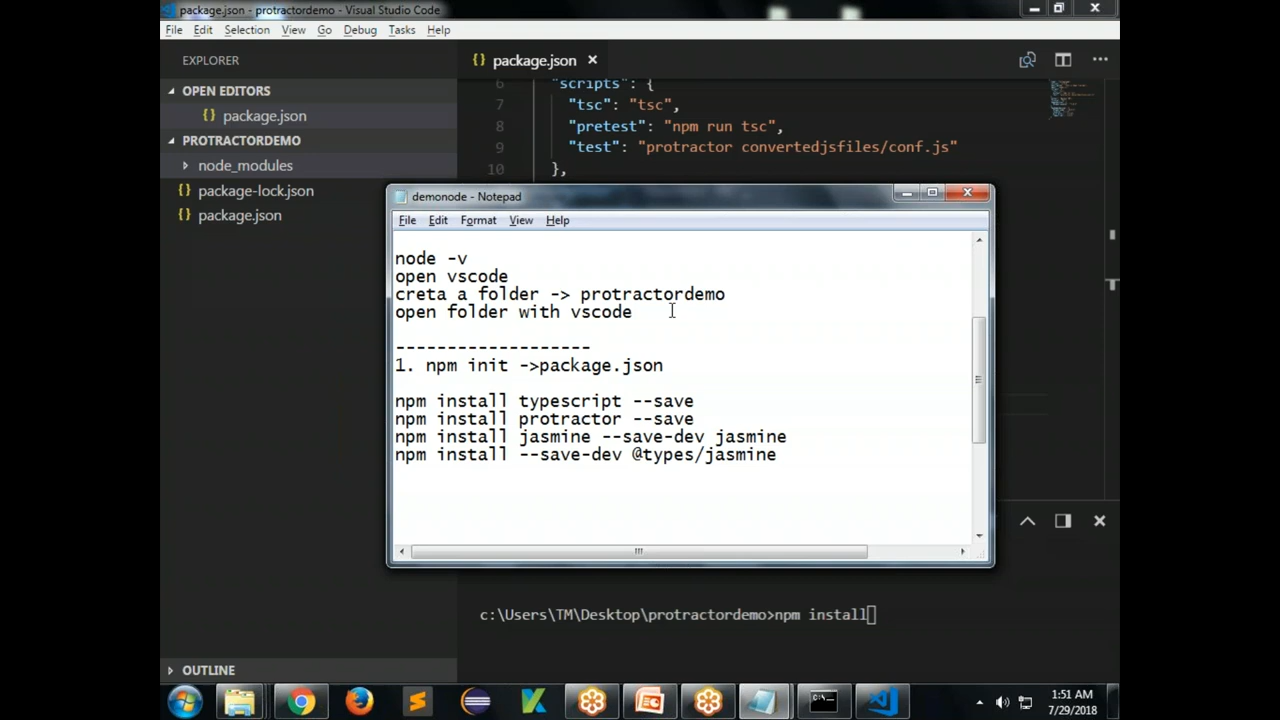 package.json - protractordemo - Visual Studio Code
File Edit Selection View Go Debug Tasks Help
EXPLORER
OPEN EDITORS
{} package.json
PROTRACTORDEMO
node_modules
{} package-lock.json
{} package.json
OUTLINE
{} package.json
6 "scripts": {
7 "tsc": "tsc",
8 "pretest": "npm run tsc",
9 "test": "protractor convertedjsfiles/conf.js"
10 },
demonode - Notepad
File Edit Format View Help
node -v
open vscode
creta a folder -> protractordemo
open folder with vscode
-------------------
1. npm init ->package.json
npm install typescript --save
npm install protractor --save
npm install jasmine --save-dev jasmine
npm install --save-dev @types/jasmine
c:\Users\TM\Desktop\protractordemo>npm install
1:51 AM
7/29/2018